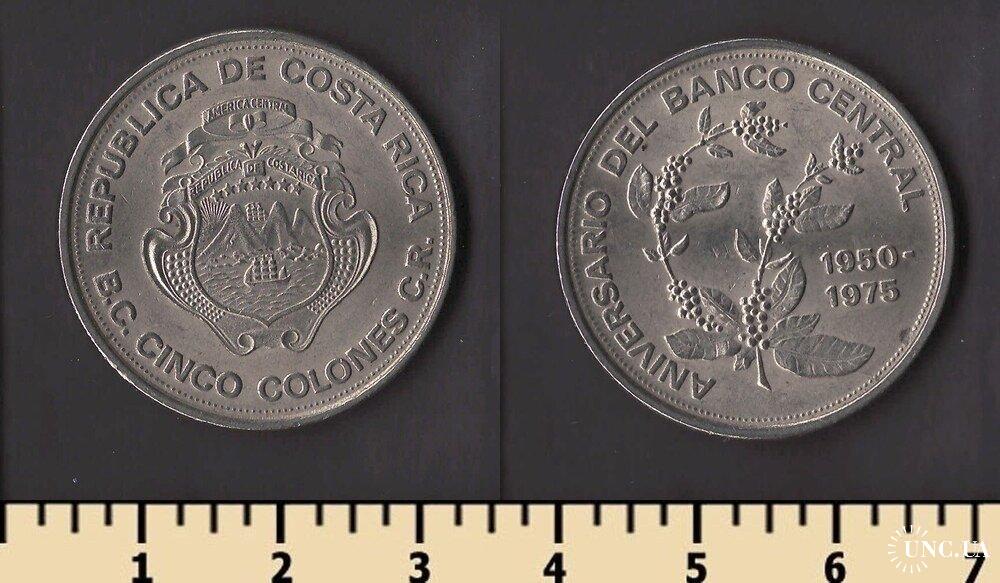 REPUBLICA DE COSTA RICA
AMERICA CENTRAL
REPUBLICA DE COSTA RICA
B.C. CINCO COLONES C.R.
ANIVERSARIO DEL BANCO CENTRAL
1950-
1975
1 2 3 4 5 6 7
UNC.UA